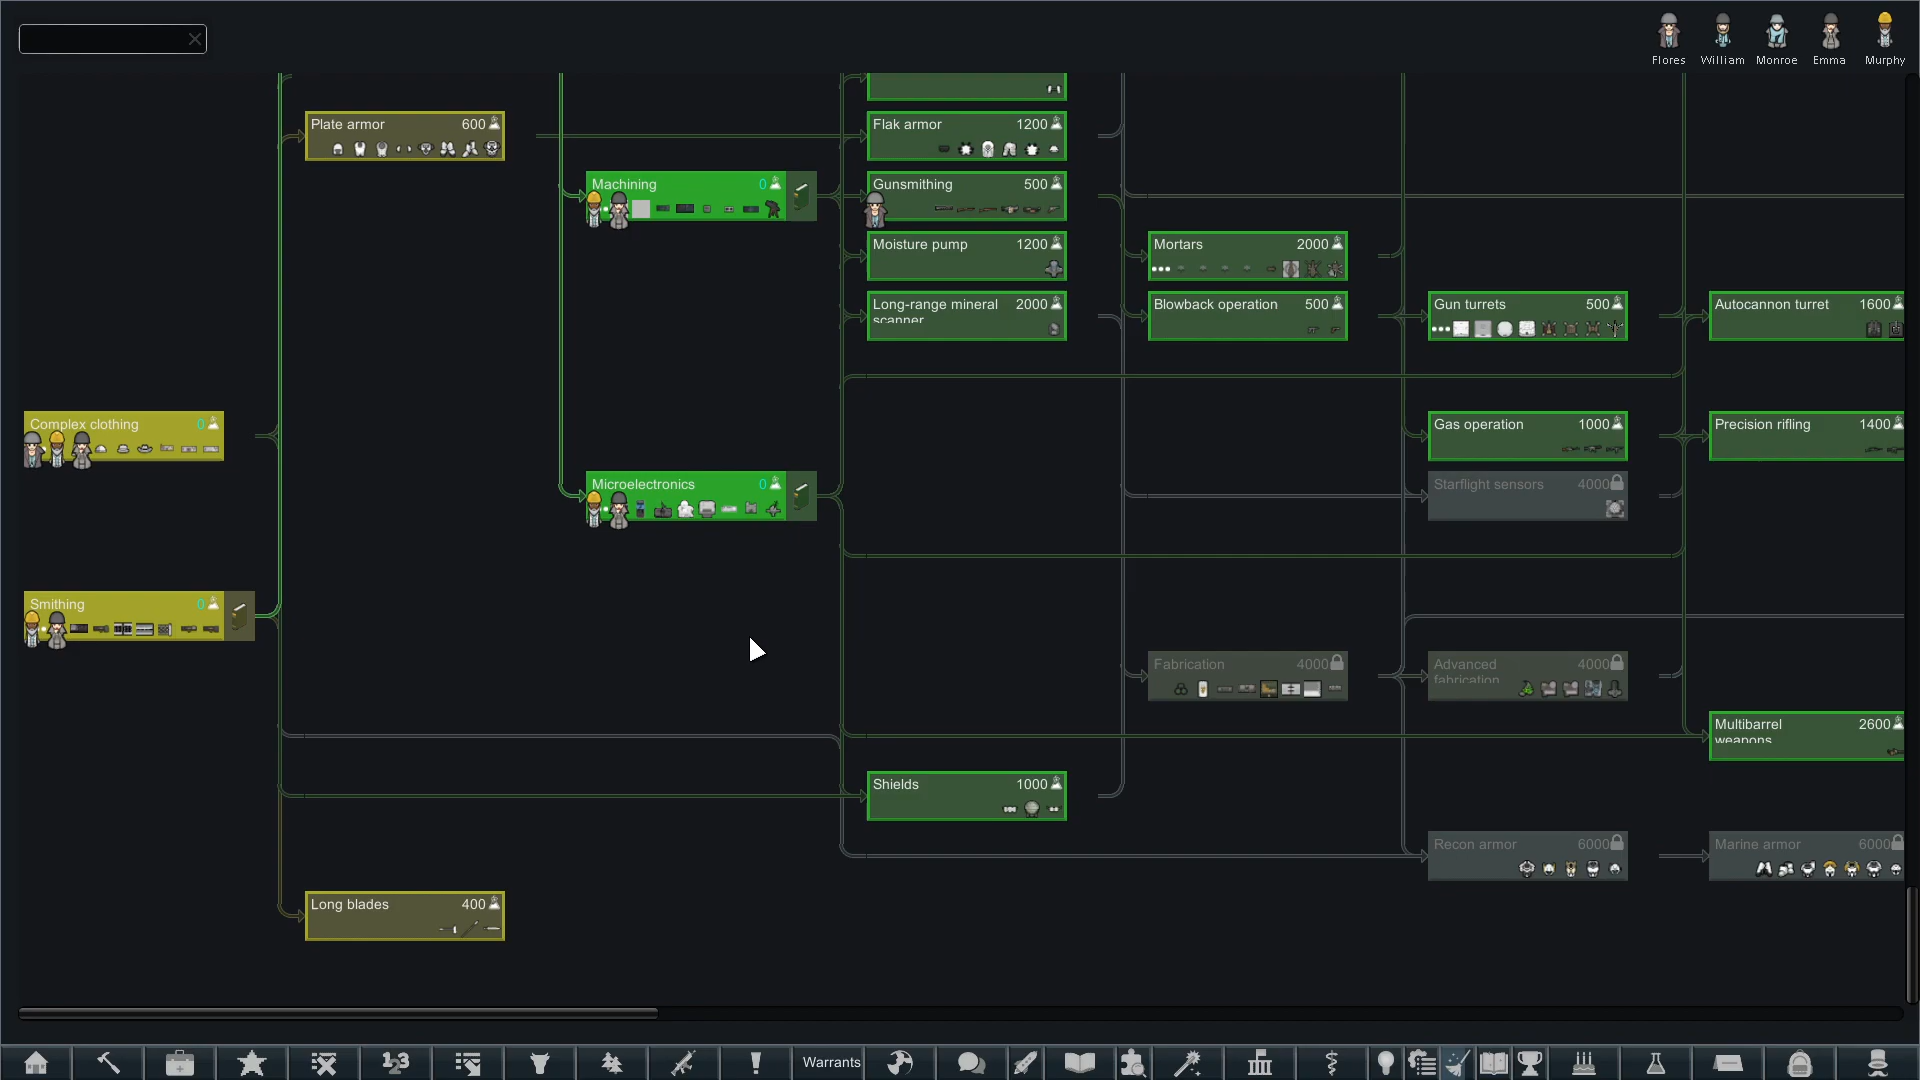 Flores William Monroe Emma Murphy
Plate armor 600
Flak armor 1200
Machining 0
Gunsmithing 500
Moisture pump 1200
Mortars 2000
Long-range mineral scanner 2000
Blowback operation 500
Gun turrets 500
Autocannon turret 1600
Complex clothing 0
Gas operation 1000
Precision rifling 1400
Microelectronics 0
Starflight sensors 4000
Smithing 0
Fabrication 4000
Advanced fabrication 4000
Multibarrel weapons 2600
Shields 1000
Recon armor 6000
Marine armor 6000
Long blades 400
123 Warrants